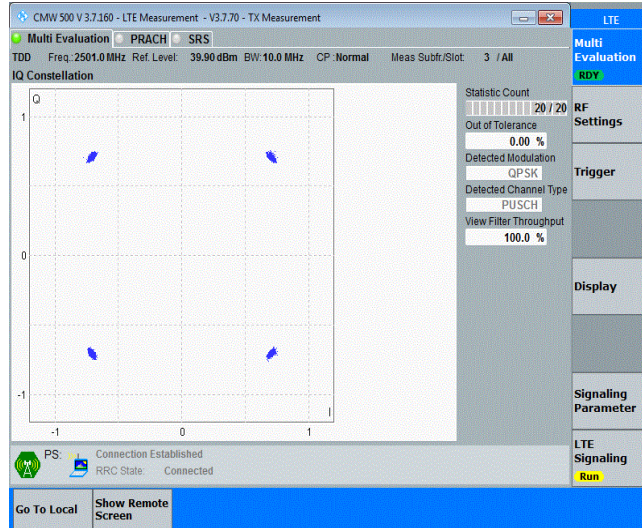 CMW 500 V 3.7.160 - LTE Measurement - V3.7.70 - TX Measurement
LTE
Multi Evaluation PRACH SRS
TDD Freq.:2501.0 MHz Ref. Level: 39.90 dBm BW:10.0 MHz CP :Normal Meas Subfr./Slot: 3 / All
IQ Constellation
Q
1
0
-1
-1 0 1
I
Statistic Count
20 / 20
Out of Tolerance
0.00 %
Detected Modulation
QPSK
Detected Channel Type
PUSCH
View Filter Throughput
100.0 %
Multi
Evaluation
RDY
RF
Settings
Trigger
Display
Signaling
Parameter
LTE
Signaling
Run
PS: Connection Established
RRC State: Connected
Go To Local
Show Remote
Screen